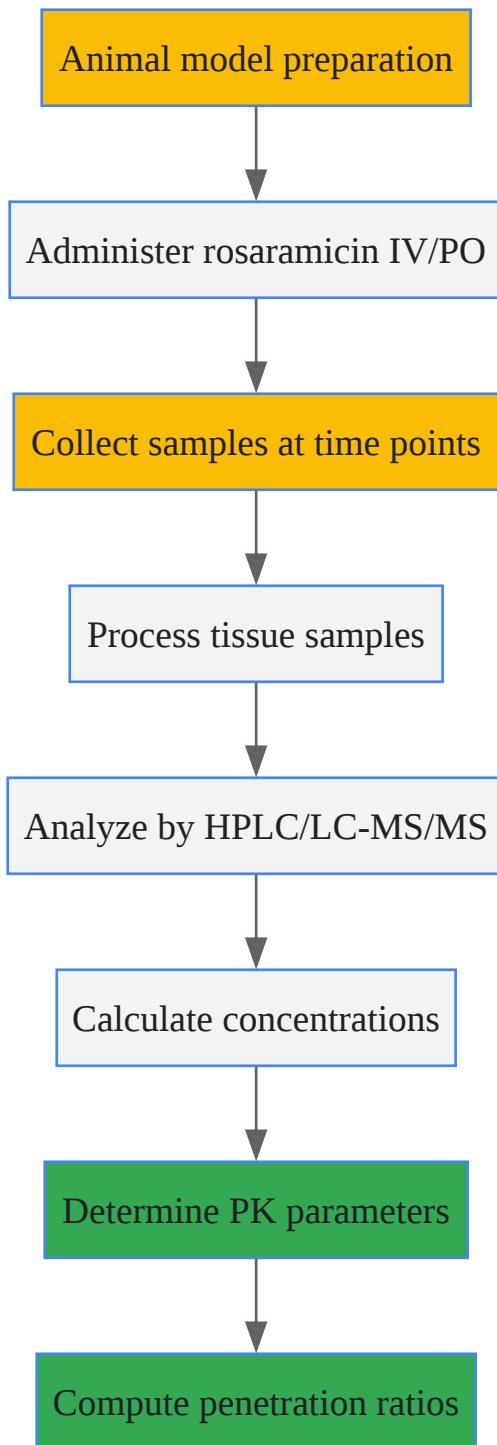 Animal model preparation
Administer rosaramicin IV/PO
Collect samples at time points
Process tissue samples
Analyze by HPLC/LC-MS/MS
Calculate concentrations
Determine PK parameters
Compute penetration ratios